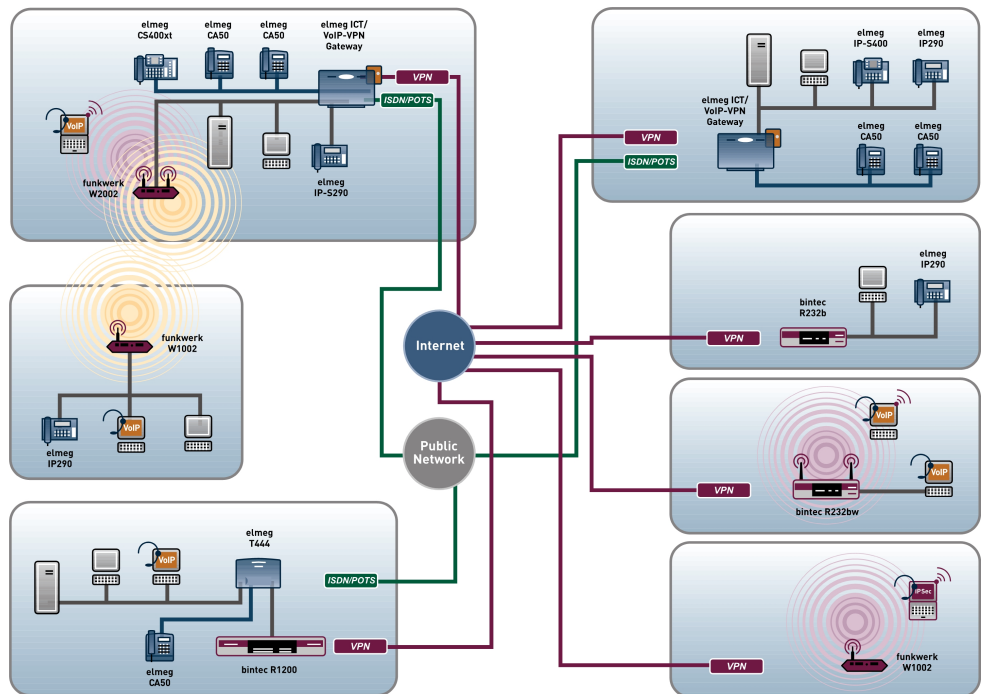 elmeg
CS400xt
elmeg
CA50
elmeg
CA50
elmeg ICT/
VoIP-VPN
Gateway
VPN
ISDN/POTS
VoIP
funkwerk
W2002
elmeg
IP-S290
elmeg
IP-S400
elmeg
IP290
elmeg ICT/
VoIP-VPN
Gateway
elmeg
CA50
elmeg
CA50
VPN
ISDN/POTS
funkwerk
W1002
VoIP
elmeg
IP290
Internet
Public
Network
elmeg
IP290
bintec
R232b
VPN
VoIP
VoIP
VPN
bintec R232bw
elmeg
T444
VoIP
ISDN/POTS
elmeg
CA50
bintec R1200
VPN
IPSec
funkwerk
W1002
VPN